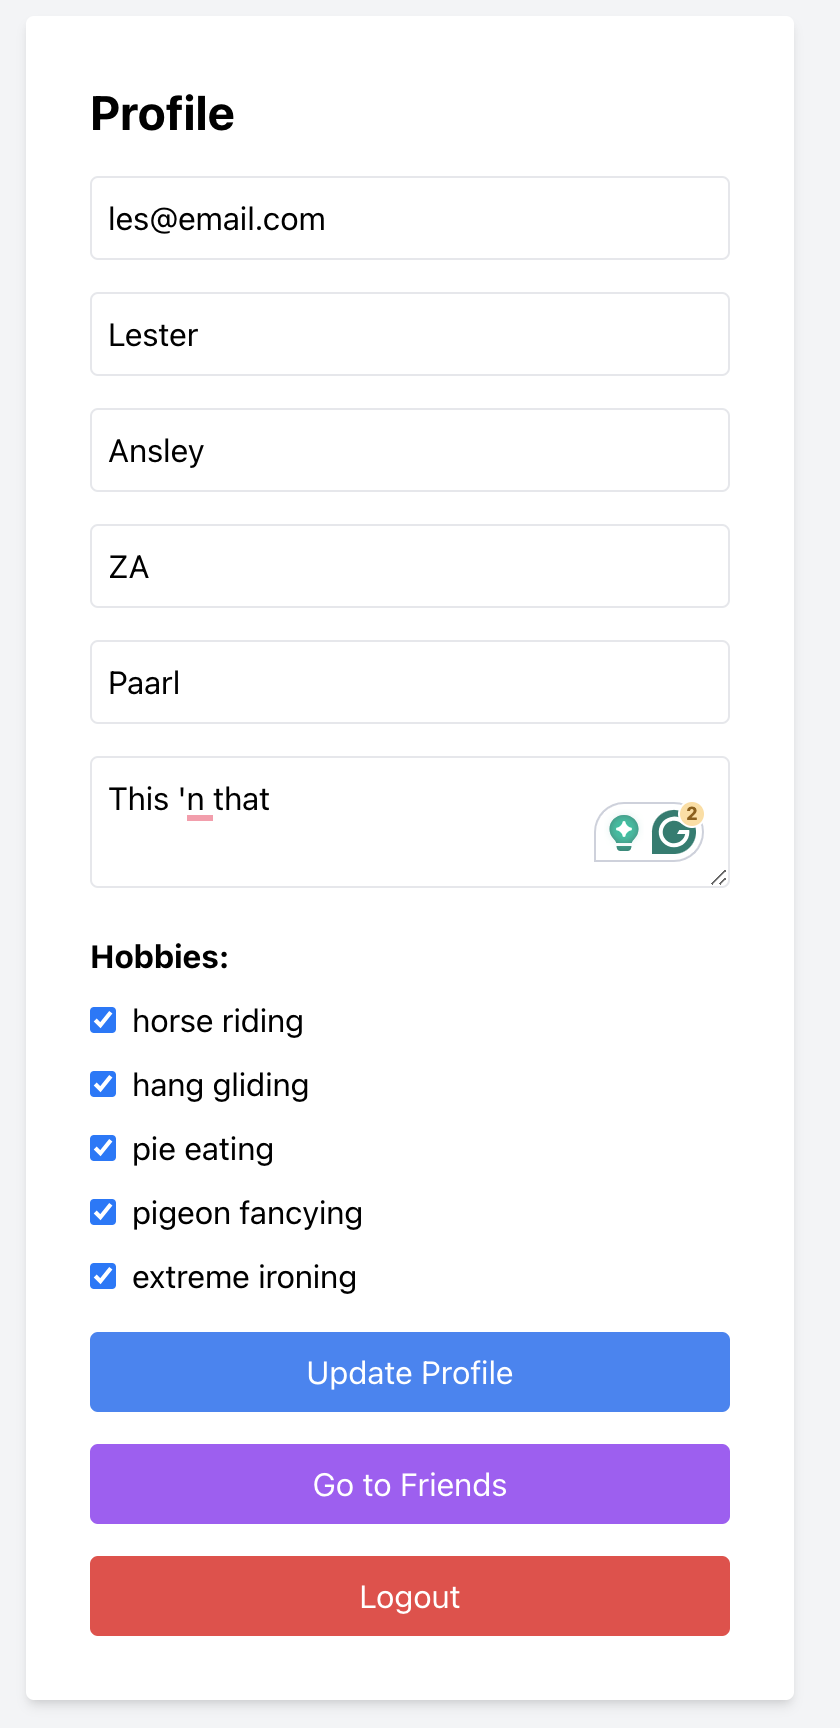 Profile
les@email.com
Lester
Ansley
ZA
Paarl
This 'n that
2
Hobbies:
horse riding
hang gliding
pie eating
pigeon fancying
extreme ironing
Update Profile
Go to Friends
Logout